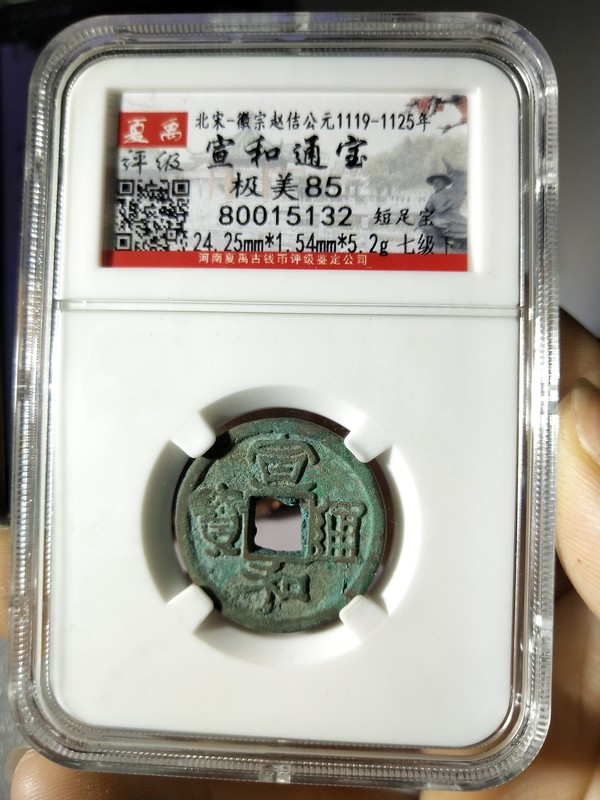 北宋-徽宗赵佶公元1119-1125年
夏禹
评级
宣和通宝
极美85
80015132 短足宝
24.25mm*1.54mm*5.2g 七级下
河南夏禹古钱币评级鉴定公司
宣
寳 通
和